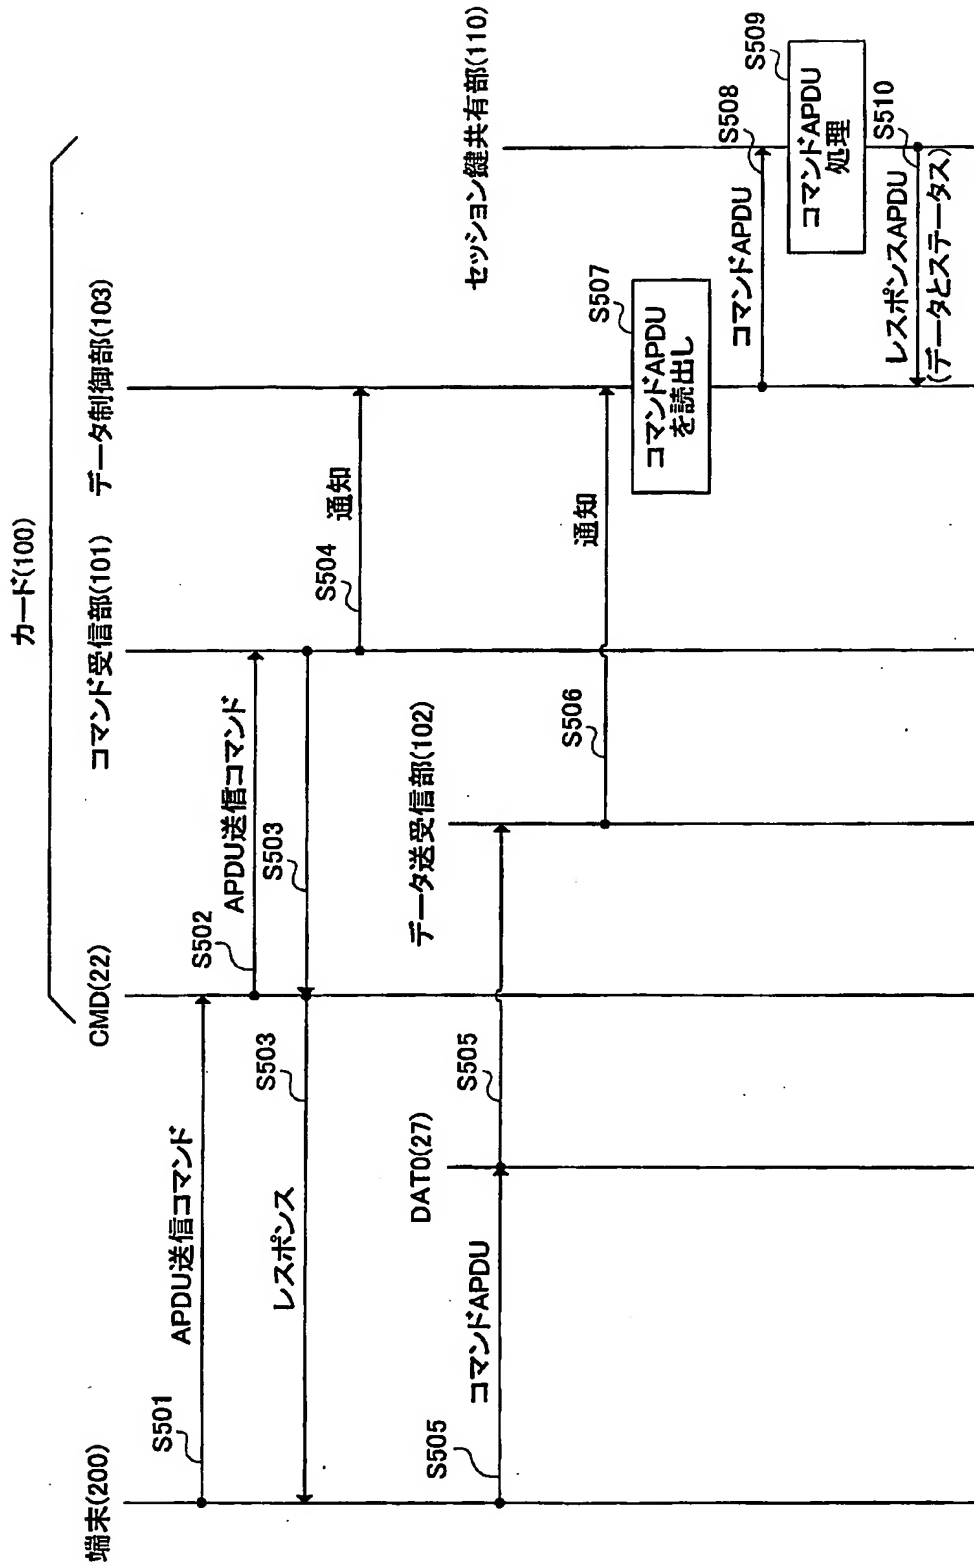 カード(100)
端末(200)
CMD(22)
コマンド受信部(101)
データ制御部(103)
セッション鍵共有部(110)
S501
APDU送信コマンド
S502
APDU送信コマンド
S503
レスポンス
S503
S504
通知
DAT0(27)
データ送受信部(102)
S505
コマンドAPDU
S505
S506
通知
S507
コマンドAPDU
を読出し
コマンドAPDU
S508
S509
コマンドAPDU
処理
レスポンスAPDU
S510
(データとステータス)